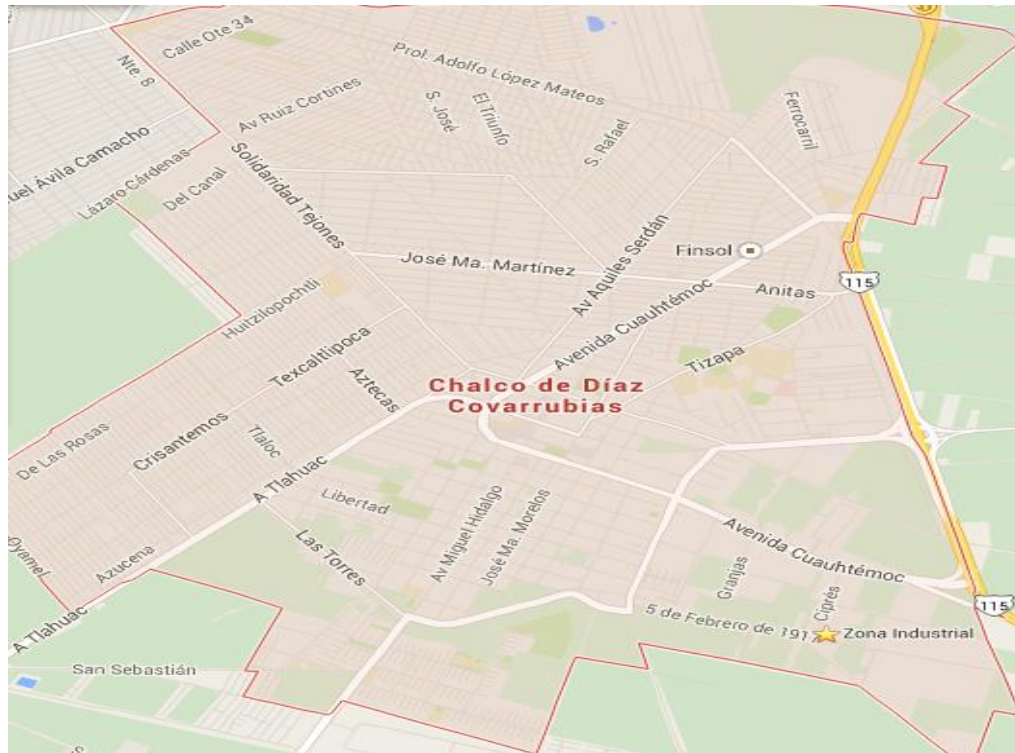 Calle Ote 34
Nte. 8
Prol. Adolfo López Mateos
Av Ruiz Cortines
S. José
El Triunfo
S. Rafael
Ferrocarril
uel Ávila Camacho
Lázaro Cárdenas
Del Canal
Solidaridad Tejones
José Ma. Martínez
Av Aquiles Serdán
Finsol
Anitas
115
Huitzilopochtli
Texcaltlipoca
Avenida Cuauhtémoc
Tizapa
Aztecas
Chalco de Díaz
Covarrubias
De Las Rosas
Crisantemos
Tlaloc
A Tlahuac
Libertad
Las Torres
Av Miguel Hidalgo
José Ma. Morelos
Avenida Cuauhtémoc
Oyamel
Azucena
Granjas
Ciprés
115
5 de Febrero de 191
Zona Industrial
A Tlahuac
San Sebastián